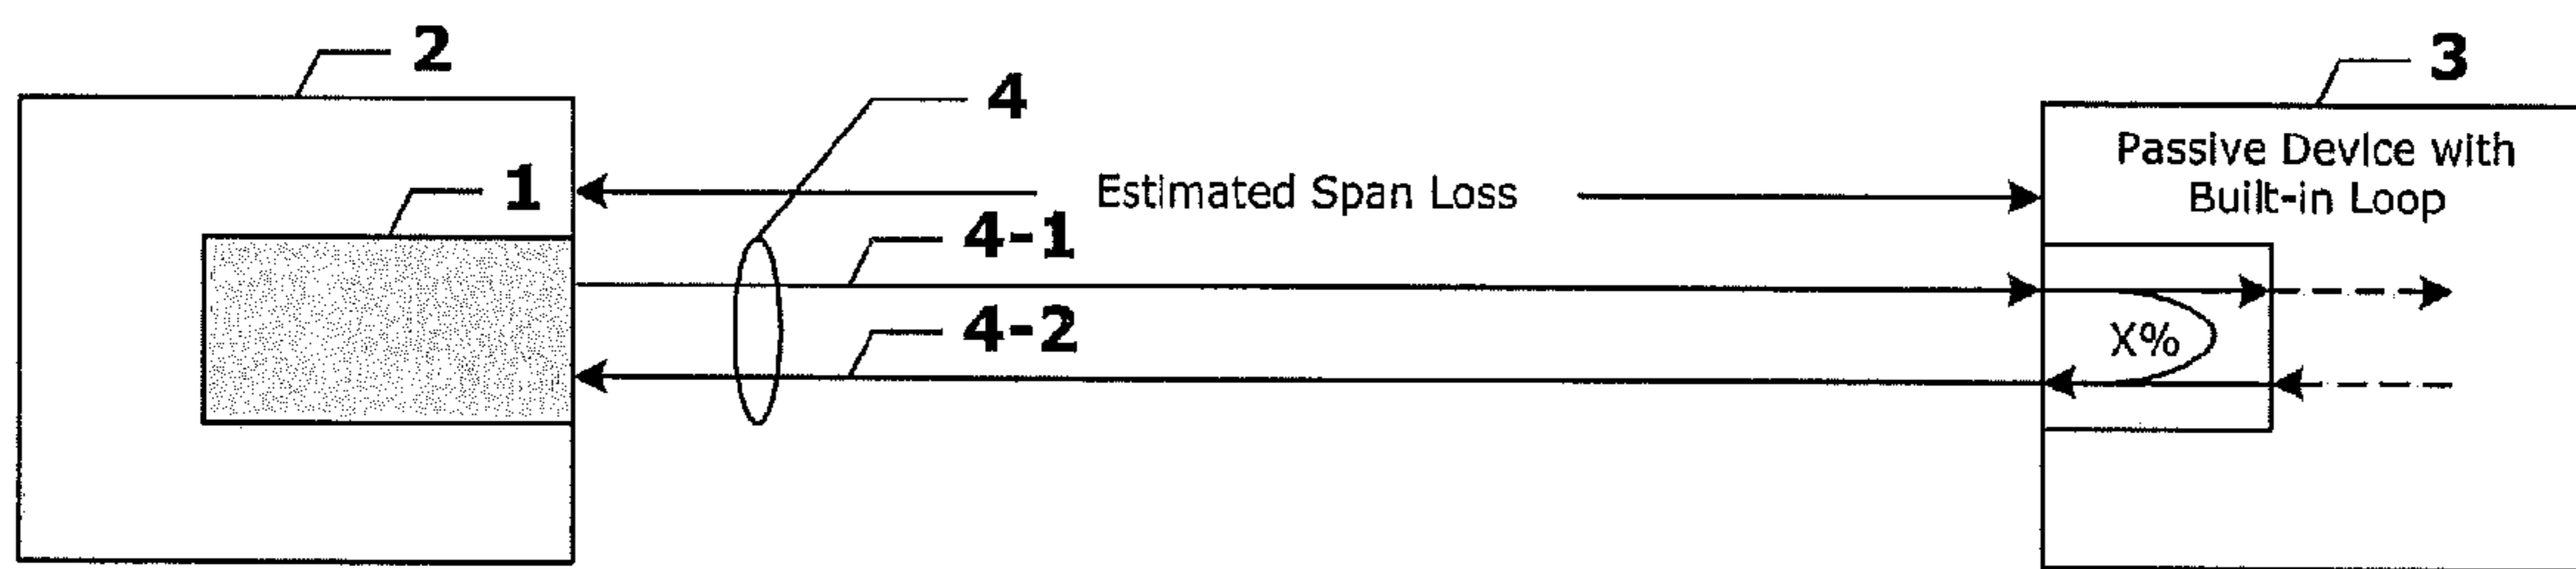 2
3
4
Passive Device with
Built-in Loop
1
Estimated Span Loss
4-1
4-2
X%